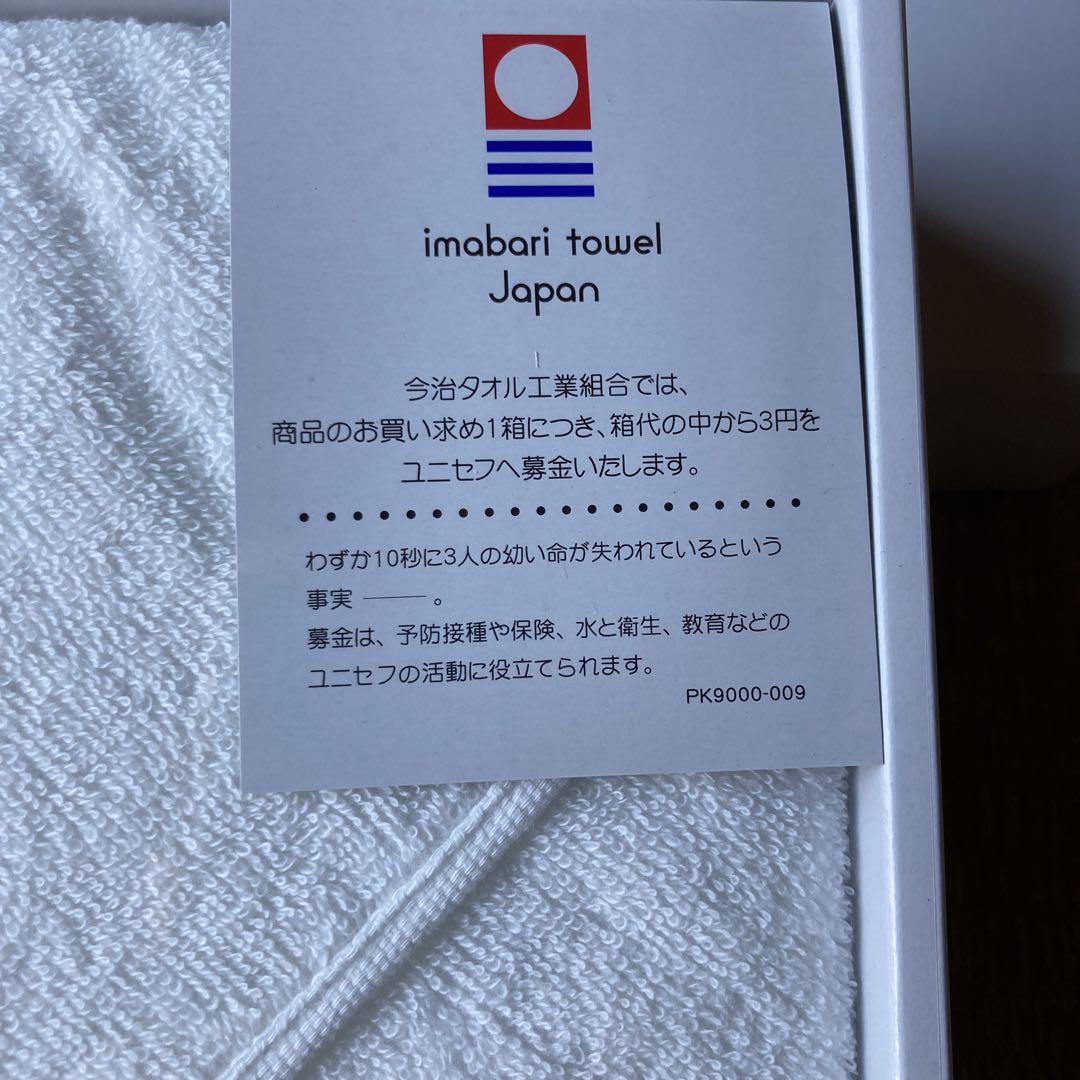 imabari towel
Japan
今治タオル工業組合では、
商品のお買い求め1箱につき、箱代の中から3円を
ユニセフへ募金いたします。
わずか10秒に3人の幼い命が失われているという
事実 ―― 。
募金は、予防接種や保険、水と衛生、教育などの
ユニセフの活動に役立てられます。
PK9000-009